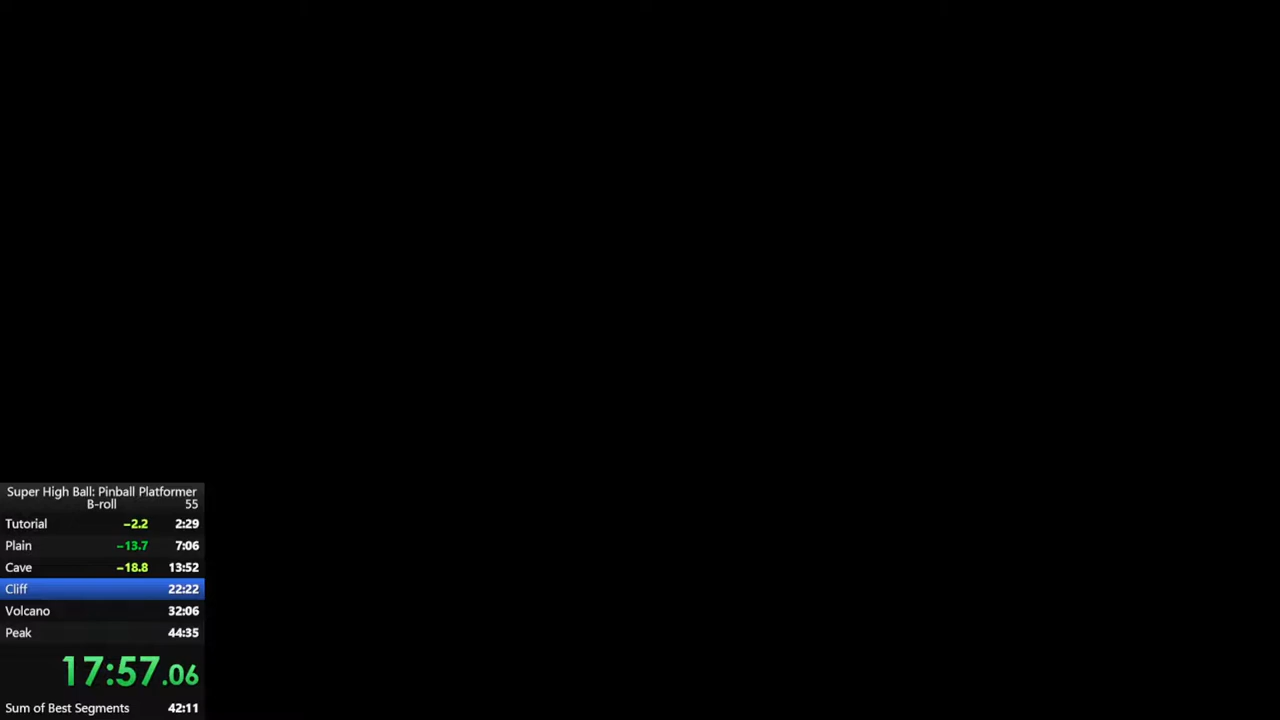 Super High Ball: Pinball Platformer
B-roll 55
Tutorial −2.2 2:29
Plain −13.7 7:06
Cave −18.8 13:52
Cliff 22:22
Volcano 32:06
Peak 44:35
17:57.06
Sum of Best Segments 42:11